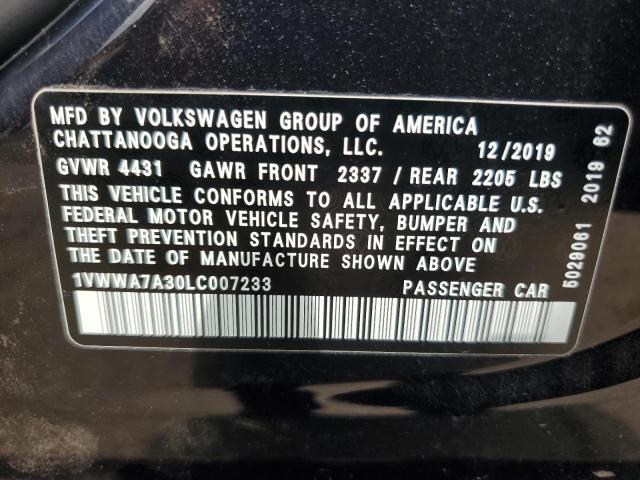 MFD BY VOLKSWAGEN GROUP OF AMERICA
CHATTANOOGA OPERATIONS, LLC. 12/2019
GVWR 4431 GAWR FRONT 2337 / REAR 2205 LBS
THIS VEHICLE CONFORMS TO ALL APPLICABLE U.S.
FEDERAL MOTOR VEHICLE SAFETY, BUMPER AND
THEFT PREVENTION STANDARDS IN EFFECT ON
THE DATE OF MANUFACTURE SHOWN ABOVE
1VWWA7A30LC007233 PASSENGER CAR
5029061 2019 62